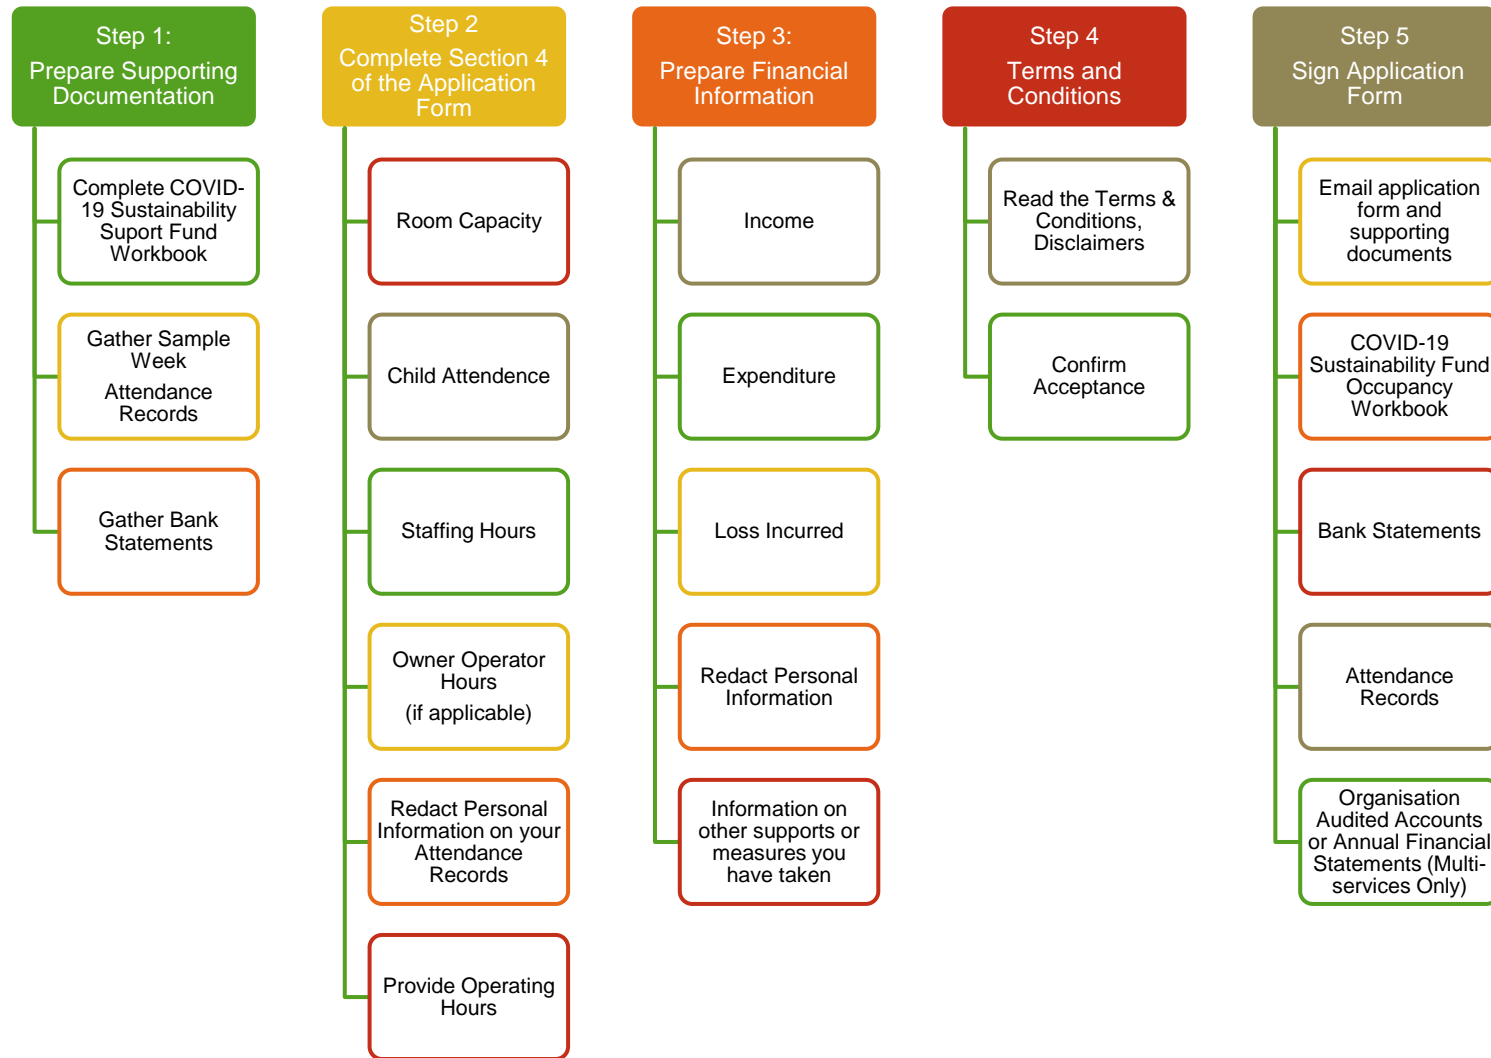 Step 1:
Prepare Supporting
Documentation
Complete COVID-
19 Sustainability
Suport Fund
Workbook
Gather Sample
Week
Attendance
Records
Gather Bank
Statements
Step 2
Complete Section 4
of the Application
Form
Room Capacity
Child Attendence
Staffing Hours
Owner Operator
Hours
(if applicable)
Redact Personal
Information on your
Attendance
Records
Provide Operating
Hours
Step 3:
Prepare Financial
Information
Income
Expenditure
Loss Incurred
Redact Personal
Information
Information on
other supports or
measures you
have taken
Step 4
Terms and
Conditions
Read the Terms &
Conditions,
Disclaimers
Confirm
Acceptance
Step 5
Sign Application
Form
Email application
form and
supporting
documents
COVID-19
Sustainability Fund
Occupancy
Workbook
Bank Statements
Attendance
Records
Organisation
Audited Accounts
or Annual Financial
Statements (Multi-
services Only)